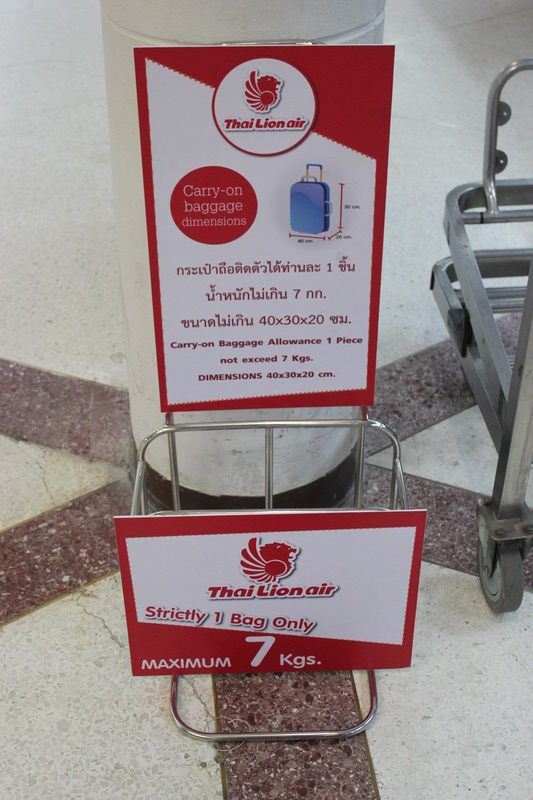 Thai Lion air
Carry-on
baggage
dimensions
30 cm.
20 cm.
40 cm.
กระเป๋าถือติดตัวได้ท่านละ 1 ชิ้น
น้ำหนักไม่เกิน 7 กก.
ขนาดไม่เกิน 40x30x20 ซม.
Carry-on Baggage Allowance 1 Piece
not exceed 7 Kgs.
DIMENSIONS 40x30x20 cm.
Thai Lion air
Strictly 1 Bag Only
MAXIMUM 7 Kgs.